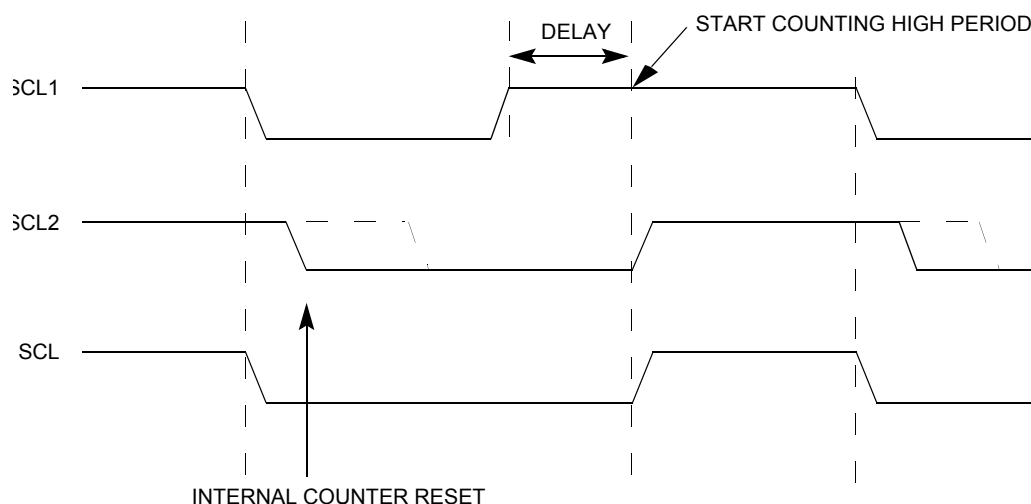 DELAY
START COUNTING HIGH PERIOD
SCL1
SCL2
SCL
INTERNAL COUNTER RESET